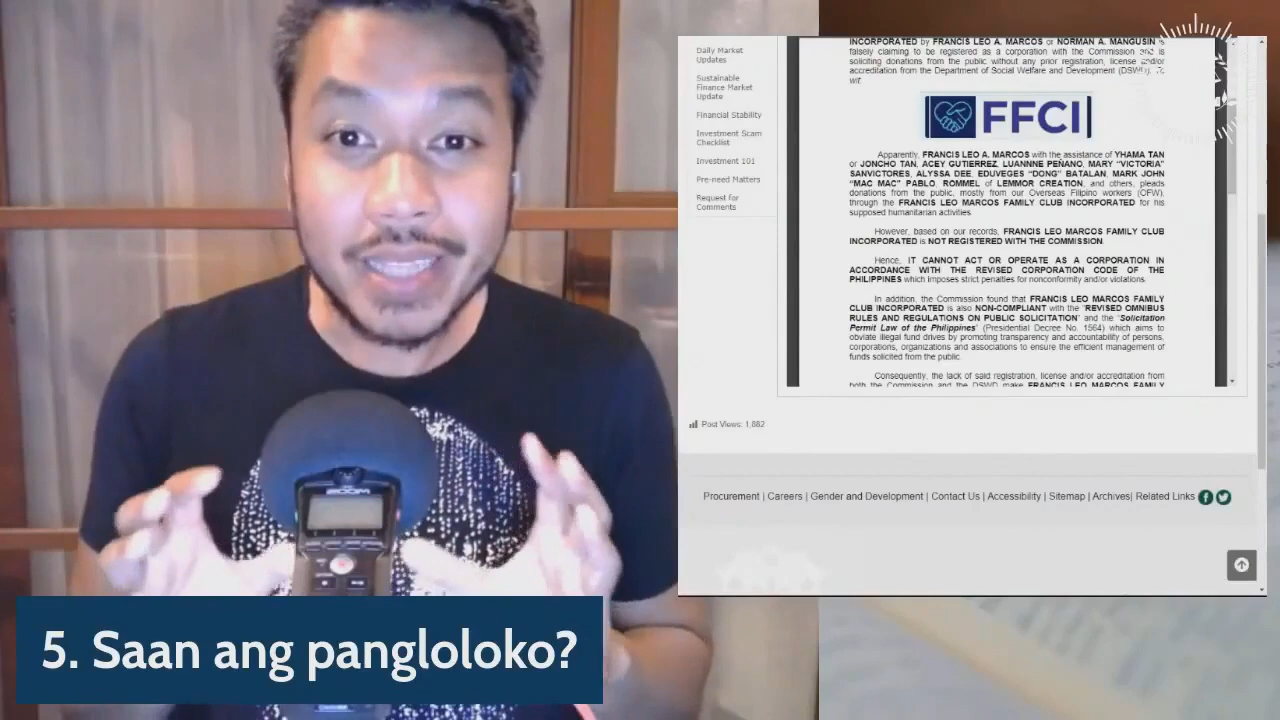 INCORPORATED by FRANCIS LEO A. MARCOS or NORMAN A. MANGUSIN is
falsely claiming to be registered as a corporation with the Commission and is
soliciting donations from the public without any prior registration, license and/or
accreditation from the Department of Social Welfare and Development (DSWD). To
wit:
FFCI
Apparently, FRANCIS LEO A. MARCOS with the assistance of YHAMA TAN
or JONCHO TAN, ACEY GUTIERREZ, LUANNNE PEÑANO, MARY "VICTORIA"
SANVICTORES, ALYSSA DEE, EDUVEGES "DONG" BATALAN, MARK JOHN
"MAC MAC" PABLO, ROMMEL of LEMMOR CREATION, and others, pleads
donations from the public, mostly from our Overseas Filipino workers (OFW),
through the FRANCIS LEO MARCOS FAMILY CLUB INCORPORATED for his
supposed humanitarian activities.
However, based on our records, FRANCIS LEO MARCOS FAMILY CLUB
INCORPORATED is NOT REGISTERED WITH THE COMMISSION.
Hence, IT CANNOT ACT OR OPERATE AS A CORPORATION IN
ACCORDANCE WITH THE REVISED CORPORATION CODE OF THE
PHILIPPINES which imposes strict penalties for nonconformity and/or violations.
In addition, the Commission found that FRANCIS LEO MARCOS FAMILY
CLUB INCORPORATED is also NON-COMPLIANT with the "REVISED OMNIBUS
RULES AND REGULATIONS ON PUBLIC SOLICITATION" and the "Solicitation
Permit Law of the Philippines" (Presidential Decree No. 1564) which aims to
obviate illegal fund drives by promoting transparency and accountability of persons,
corporations, organizations and associations to ensure the efficient management of
funds solicited from the public.
Consequently, the lack of said registration, license and/or accreditation from
both the Commission and the DSWD make FRANCIS LEO MARCOS FAMILY
Daily Market
Updates
Sustainable
Finance Market
Update
Financial Stability
Investment Scam
Checklist
Investment 101
Pre-need Matters
Request for
Comments
Post Views: 1,882
Procurement | Careers | Gender and Development | Contact Us | Accessibility | Sitemap | Archives| Related Links
ZOOM
5. Saan ang pangloloko?